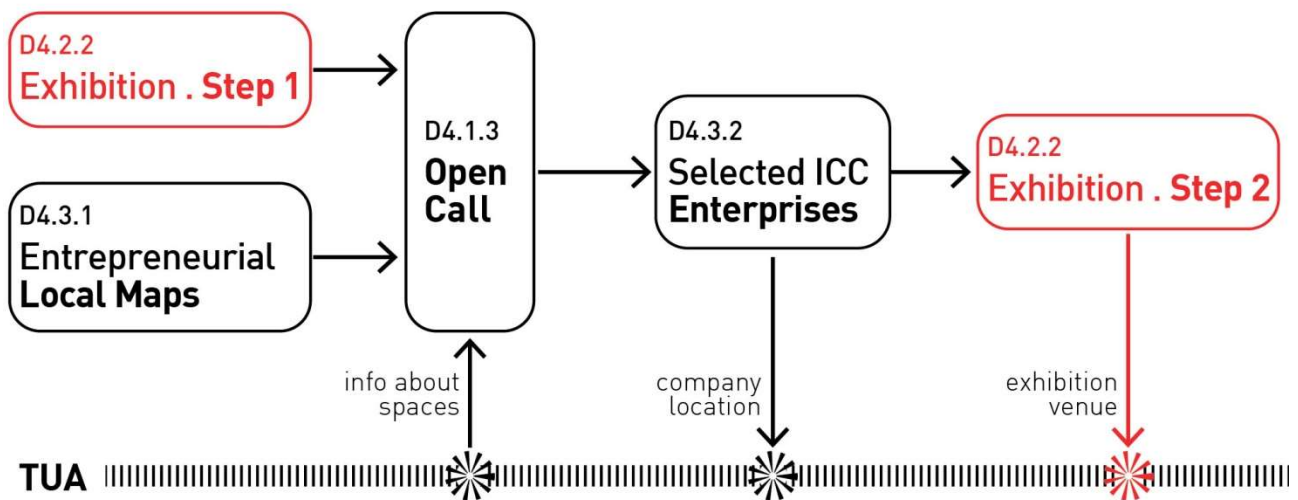 D4.2.2
Exhibition . Step 1
D4.3.1
Entrepreneurial
Local Maps
D4.1.3
Open
Call
D4.3.2
Selected ICC
Enterprises
D4.2.2
Exhibition . Step 2
info about
spaces
company
location
exhibition
venue
TUA